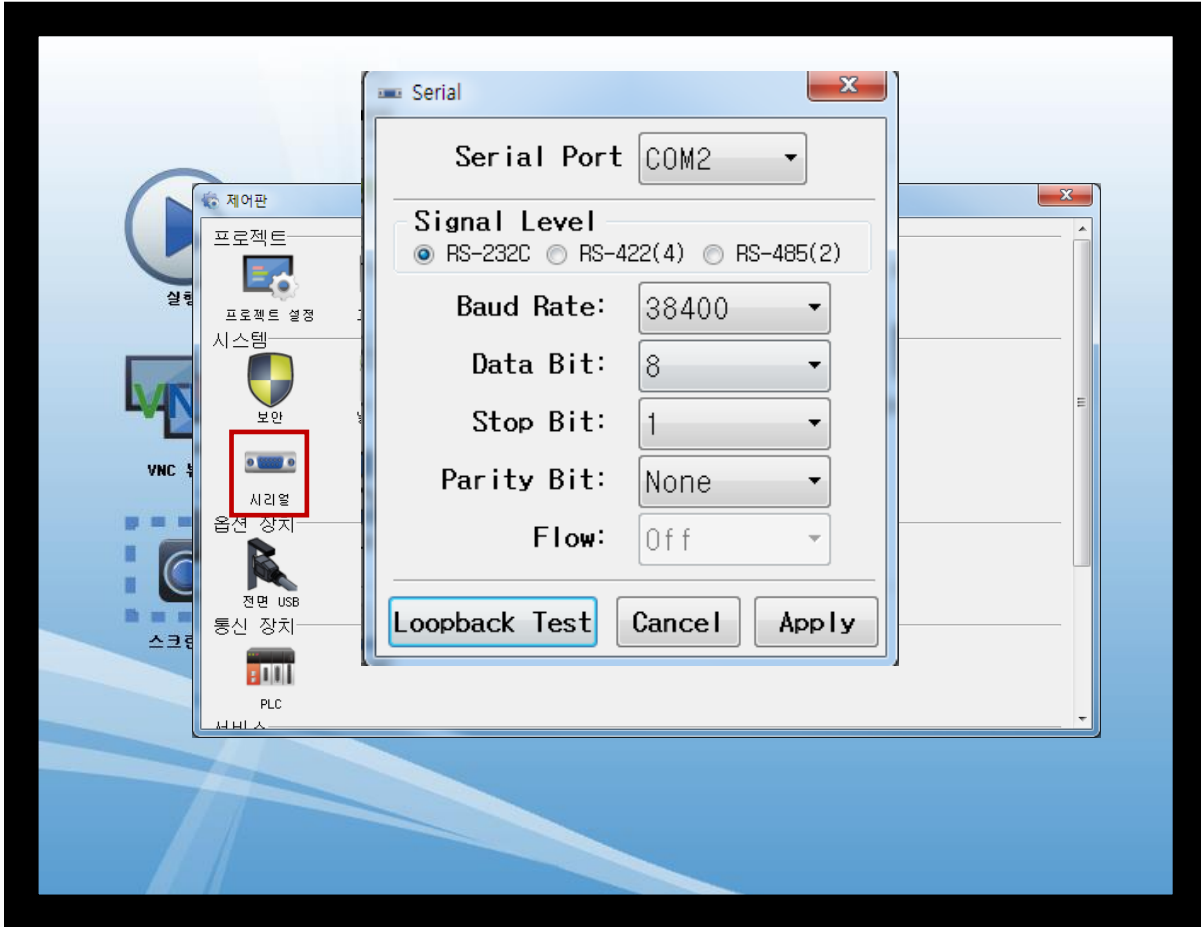 Serial
Serial Port COM2
Signal Level
RS-232C RS-422(4) RS-485(2)
Baud Rate: 38400
Data Bit: 8
Stop Bit: 1
Parity Bit: None
Flow: Off
Loopback Test Cancel Apply
제어판
프로젝트
프로젝트 설정
시스템
보안
시리얼
옵션 장치
전면 USB
통신 장치
PLC
서비스
VNC